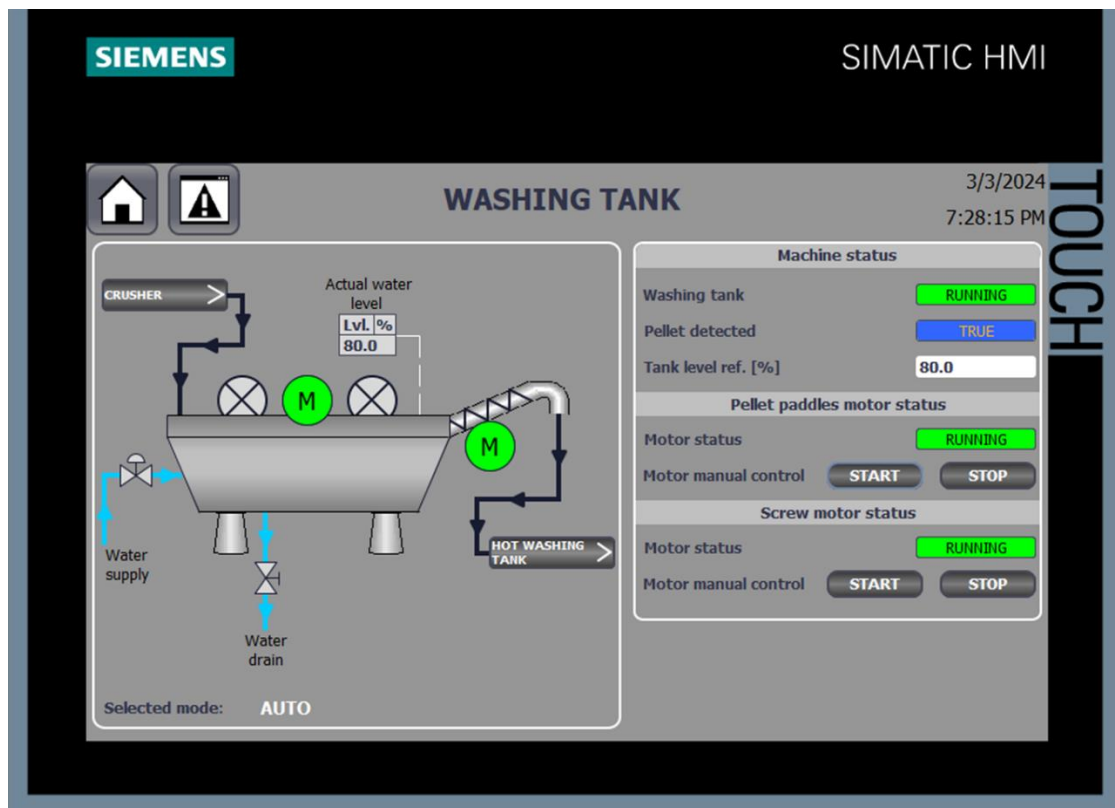 SIEMENS
SIMATIC HMI
TOUCH
WASHING TANK
3/3/2024
7:28:15 PM
CRUSHER
Actual water
level
Lvl. %
80.0
M
M
Water
supply
HOT WASHING
TANK
Water
drain
Selected mode: AUTO
Machine status
Washing tank RUNNING
Pellet detected TRUE
Tank level ref. [%] 80.0
Pellet paddles motor status
Motor status RUNNING
Motor manual control START STOP
Screw motor status
Motor status RUNNING
Motor manual control START STOP